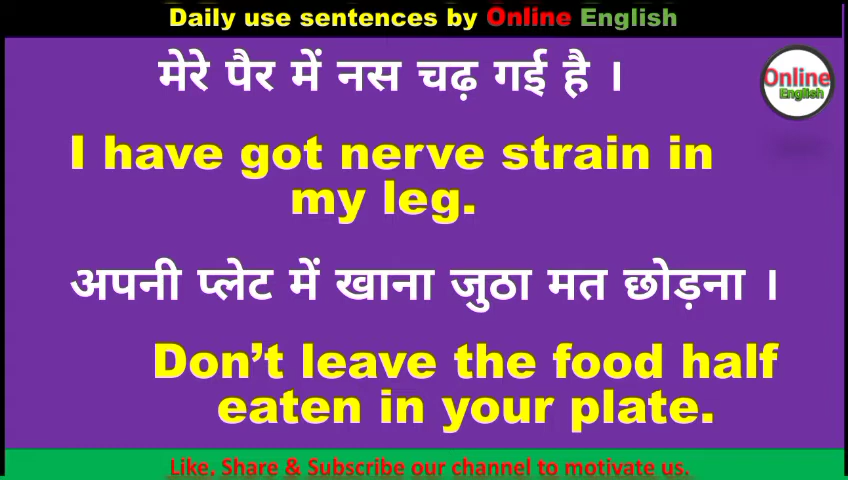 Daily use sentences by Online English
मेरे पैर में नस चढ़ गई है ।
Online
English
I have got nerve strain in
my leg.
अपनी प्लेट में खाना जुठा मत छोड़ना ।
Don’t leave the food half
eaten in your plate.
Like. Share & Subscribe our channel to motivate us.